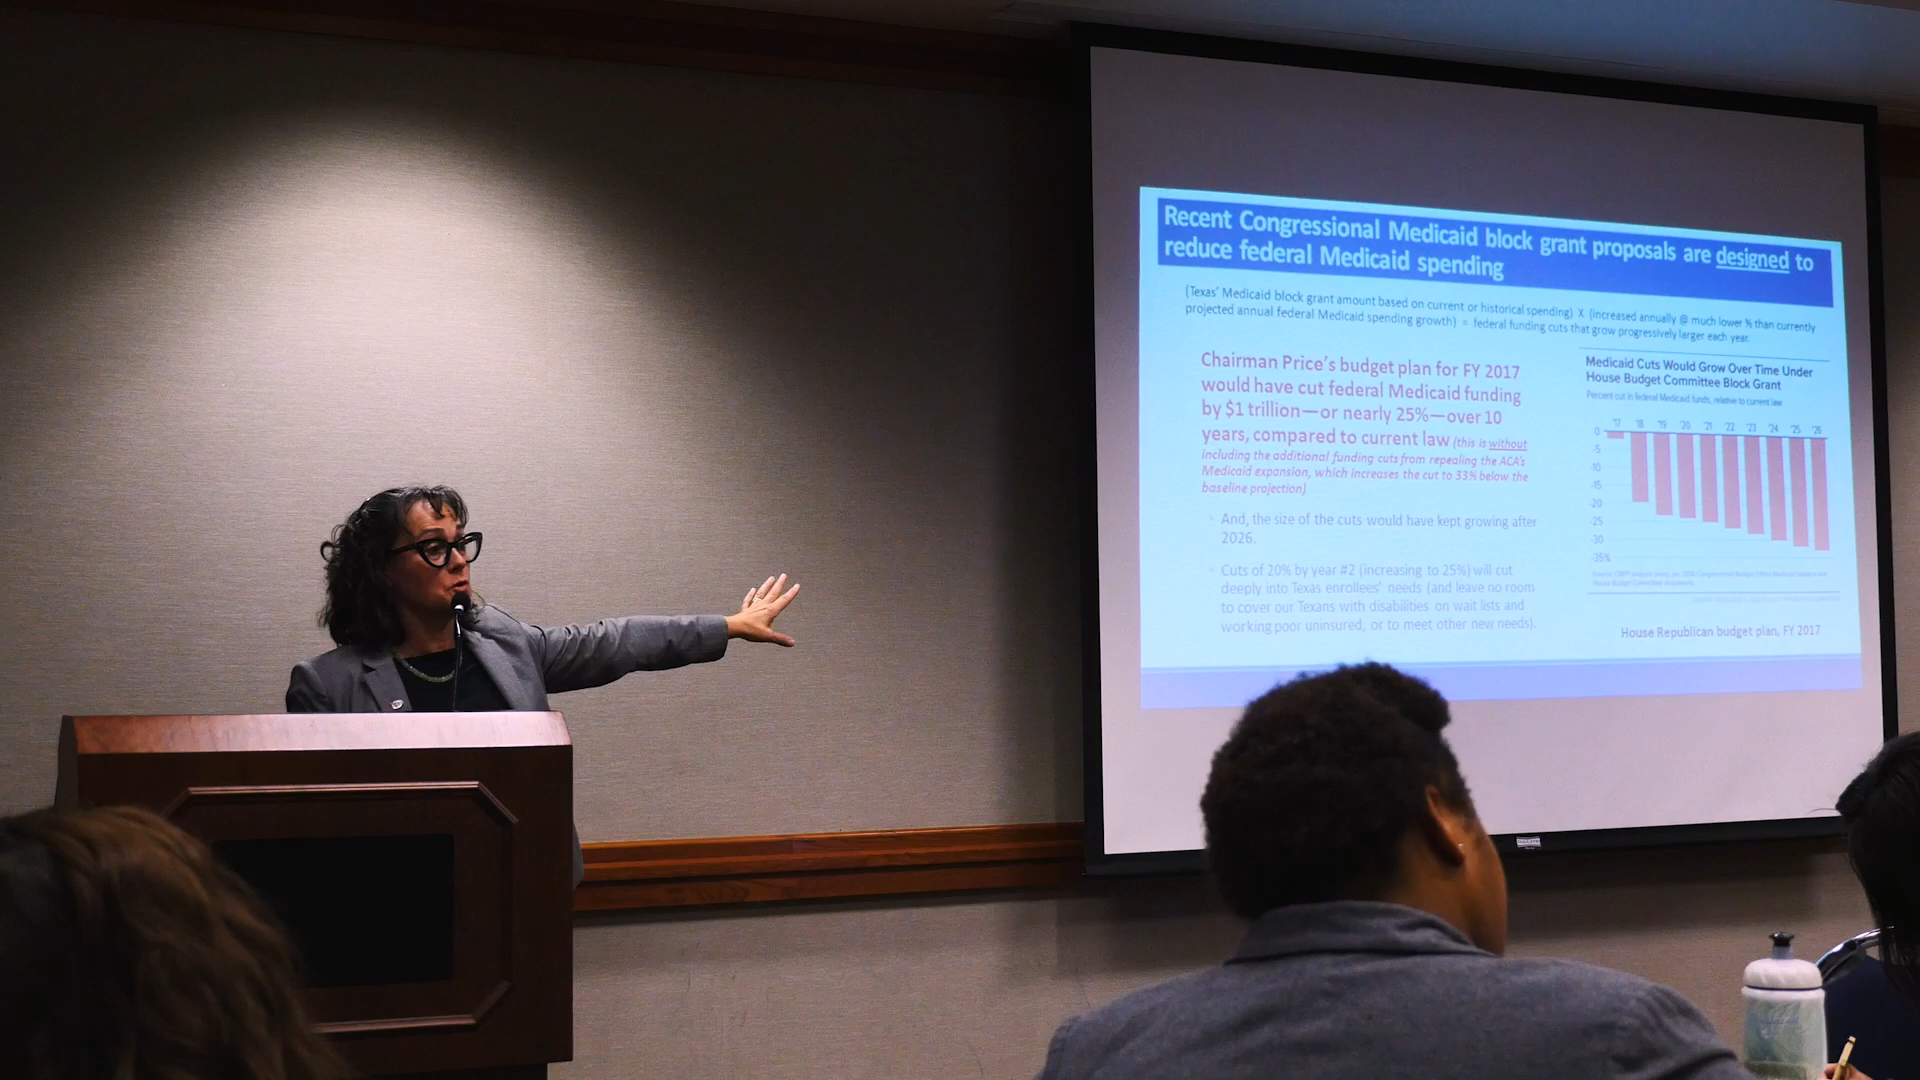 Recent Congressional Medicaid block grant proposals are designed to
reduce federal Medicaid spending
(Texas' Medicaid block grant amount based on current or historical spending) X (increased annually @ much lower % than currently
projected annual federal Medicaid spending growth) = federal funding cuts that grow progressively larger each year.
Chairman Price's budget plan for FY 2017
would have cut federal Medicaid funding
by $1 trillion—or nearly 25%—over 10
years, compared to current law (this is without
including the additional funding cuts from repealing the ACA's
Medicaid expansion, which increases the cut to 33% below the
baseline projection)
And, the size of the cuts would have kept growing after
2026.
Cuts of 20% by year #2 (increasing to 25%) will cut
deeply into Texas enrollees' needs (and leave no room
to cover our Texans with disabilities on wait lists and
working poor uninsured, or to meet other new needs).
Medicaid Cuts Would Grow Over Time Under
House Budget Committee Block Grant
Percent cut in federal Medicaid funds, relative to current law
'17 '18 '19 '20 '21 '22 '23 '24 '25 '26
0
-5
-10
-15
-20
-25
-30
-35%
House Budget Committee documents
House Republican budget plan, FY 2017